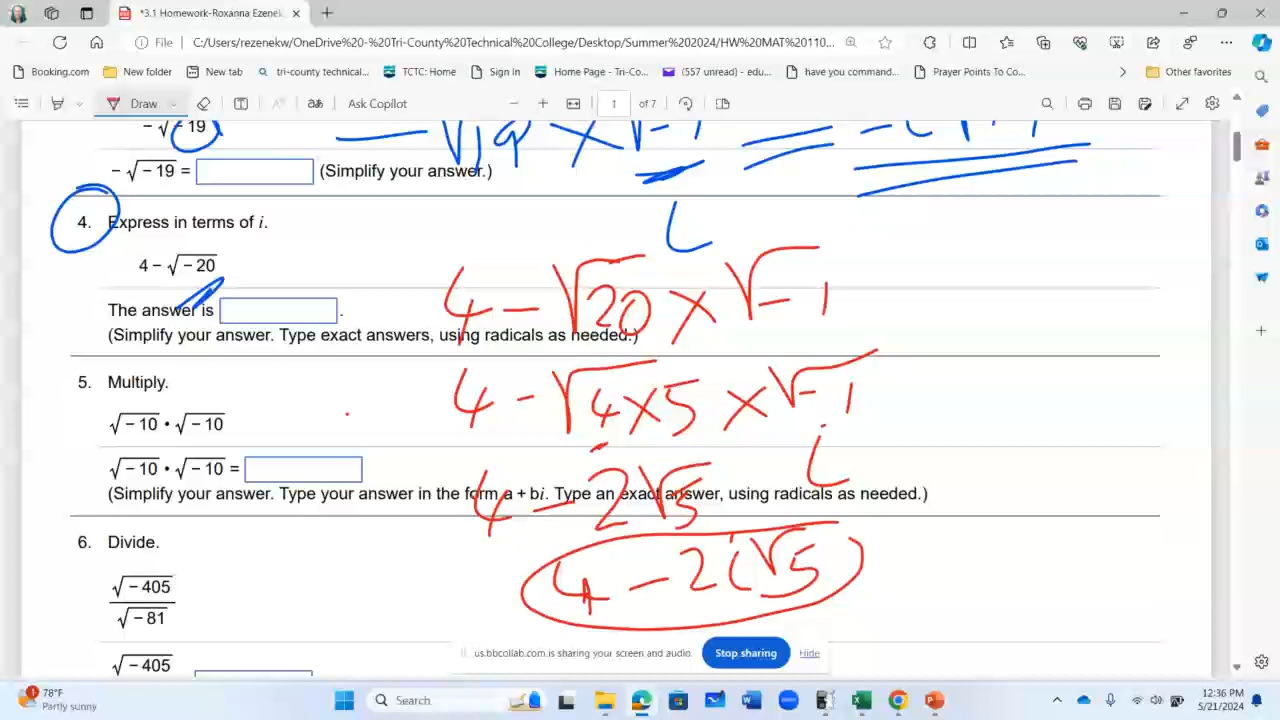 *3.1 Homework-Roxanna Ezenek
File C:/Users/rezenekw/OneDrive%20-%20Tri-County%20Technical%20College/Desktop/Summer%202024/HW%20MAT%20110...
Booking.com New folder New tab tri-county technical... TCTC: Home Sign In Home Page - Tri-Co... (557 unread) - edu... have you command... Prayer Points To Co... Other favorites
Draw Ask Copilot 1 of 7
− √−19
− √19 × √−1
− √−19 = (Simplify your answer.)
i
4. Express in terms of i.
4 − √−20
4 − √20 × √−1
The answer is .
(Simplify your answer. Type exact answers, using radicals as needed.)
4 − √4×5 × √−1
i
4 − 2√5
4 − 2i√5
5. Multiply.
√−10 • √−10
√−10 • √−10 =
(Simplify your answer. Type your answer in the form a + bi. Type an exact answer, using radicals as needed.)
6. Divide.
√−405
√−81
√−405
us.bbcollab.com is sharing your screen and audio. Stop sharing Hide
1 78°F
Partly sunny
Search
12:36 PM
5/21/2024